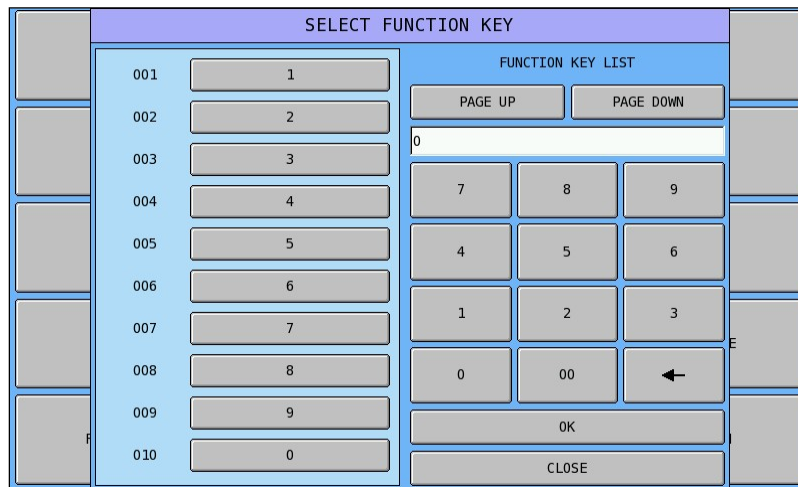 SELECT FUNCTION KEY
001 1
002 2
003 3
004 4
005 5
006 6
007 7
008 8
009 9
010 0
FUNCTION KEY LIST
PAGE UP PAGE DOWN
0
7 8 9
4 5 6
1 2 3
0 00
OK
CLOSE
E